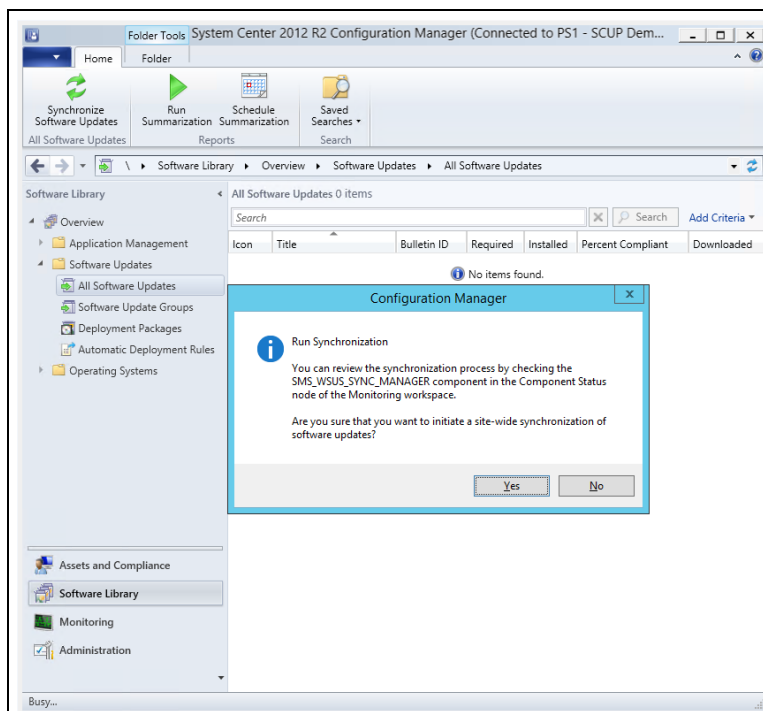 Folder Tools System Center 2012 R2 Configuration Manager (Connected to PS1 - SCUP Dem...
Home Folder
Synchronize Software Updates
Run Summarization
Schedule Summarization
Saved Searches
All Software Updates Reports Search
\ Software Library Overview Software Updates All Software Updates
Software Library
Overview
Application Management
Software Updates
All Software Updates
Software Update Groups
Deployment Packages
Automatic Deployment Rules
Operating Systems
All Software Updates 0 items
Search Search Add Criteria
Icon Title Bulletin ID Required Installed Percent Compliant Downloaded
No items found.
Configuration Manager
Run Synchronization
You can review the synchronization process by checking the
SMS_WSUS_SYNC_MANAGER component in the Component Status
node of the Monitoring workspace.
Are you sure that you want to initiate a site-wide synchronization of
software updates?
Yes No
Assets and Compliance
Software Library
Monitoring
Administration
Busy...